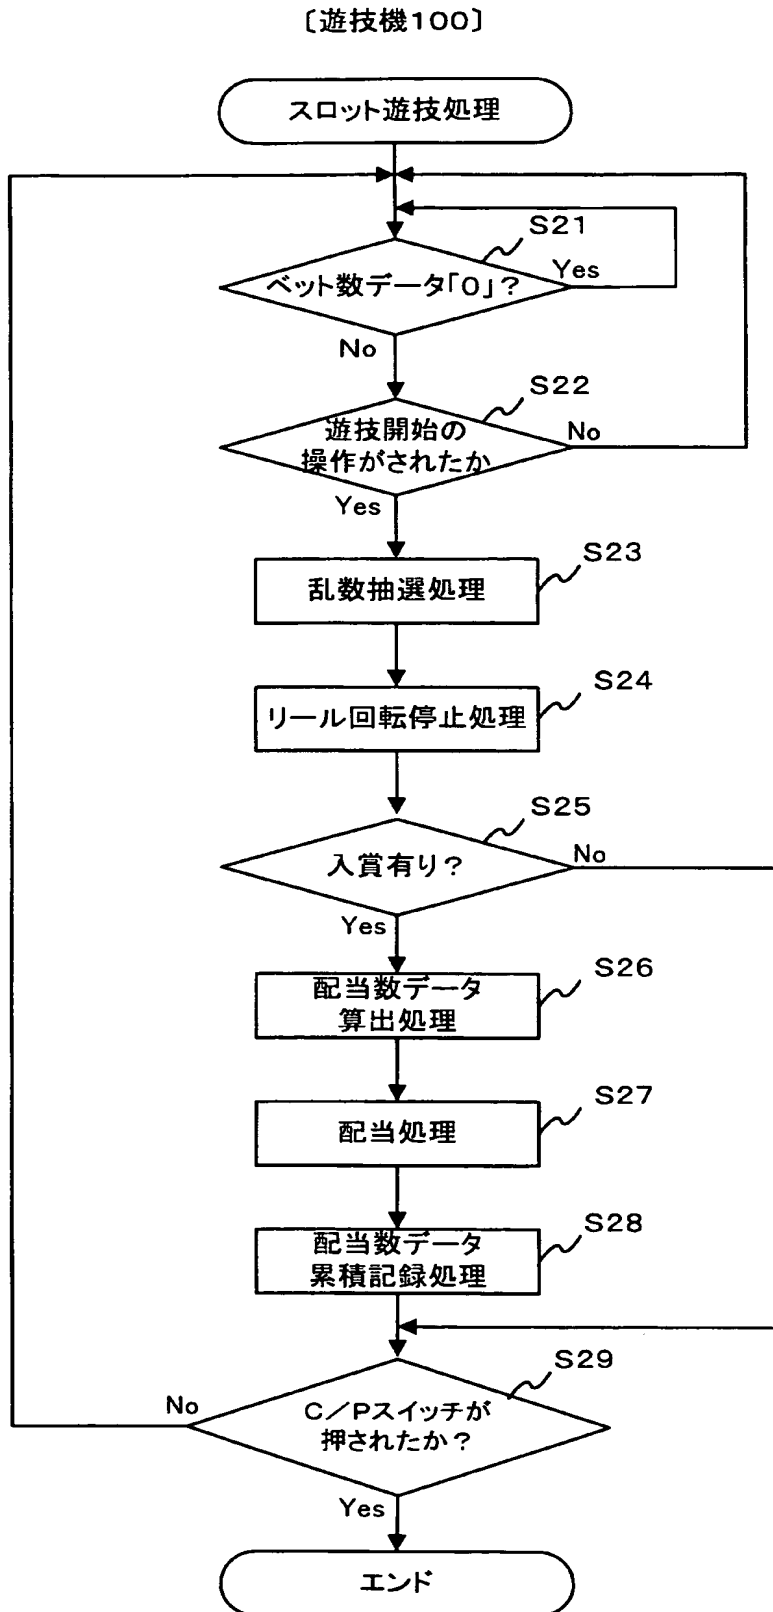 〔遊技機100〕
スロット遊技処理
S21
ベット数データ「0」?
Yes
No
S22
遊技開始の
操作がされたか
No
Yes
S23
乱数抽選処理
S24
リール回転停止処理
S25
入賞有り?
No
Yes
S26
配当数データ
算出処理
S27
配当処理
S28
配当数データ
累積記録処理
S29
C/Pスイッチが
押されたか?
No
Yes
エンド